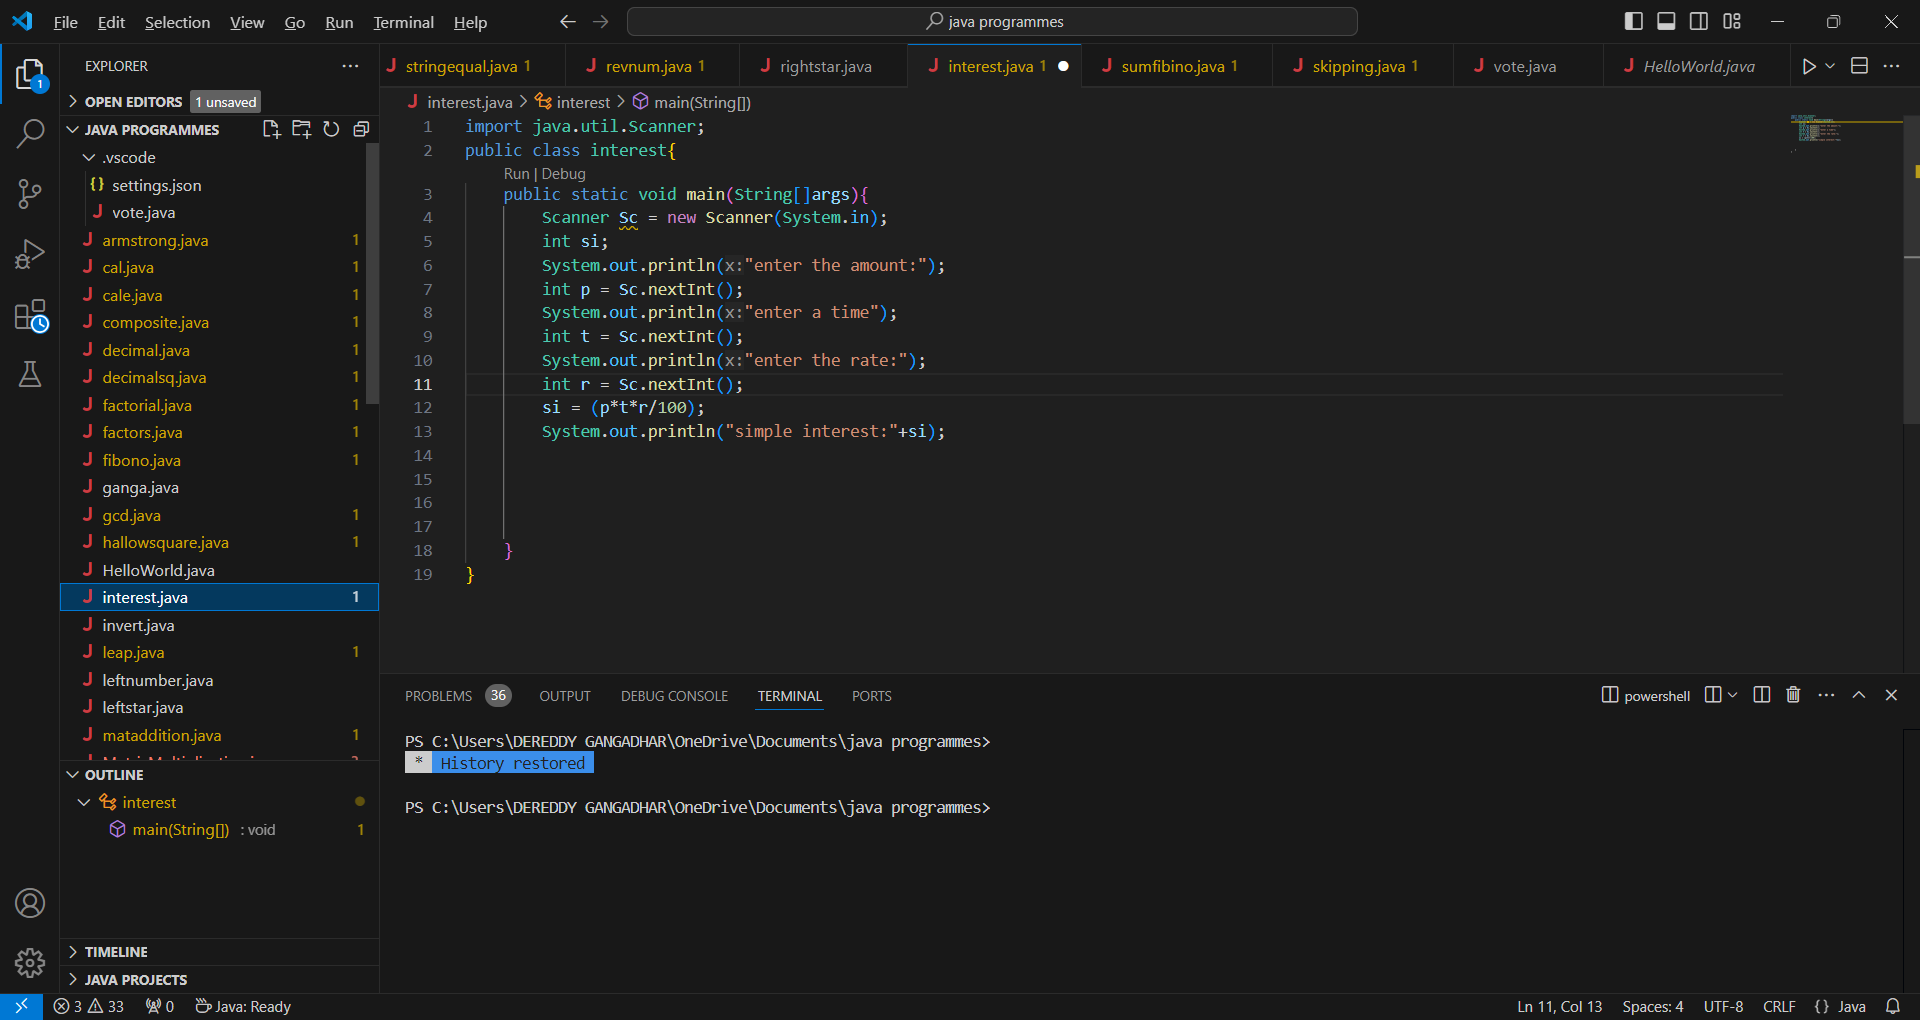 File Edit Selection View Go Run Terminal Help
java programmes
EXPLORER
OPEN EDITORS 1 unsaved
JAVA PROGRAMMES
.vscode
{} settings.json
J vote.java
J armstrong.java 1
J cal.java 1
J cale.java 1
J composite.java 1
J decimal.java 1
J decimalsq.java 1
J factorial.java 1
J factors.java 1
J fibono.java 1
J ganga.java
J gcd.java 1
J hallowsquare.java 1
J HelloWorld.java
J interest.java 1
J invert.java
J leap.java 1
J leftnumber.java
J leftstar.java
J mataddition.java 1
OUTLINE
interest
main(String[]) : void 1
TIMELINE
JAVA PROJECTS
J stringequal.java 1 J revnum.java 1 J rightstar.java J interest.java 1 J sumfibino.java 1 J skipping.java 1 J vote.java J HelloWorld.java
J interest.java > interest > main(String[])
1 import java.util.Scanner;
2 public class interest{
Run | Debug
3 public static void main(String[]args){
4 Scanner Sc = new Scanner(System.in);
5 int si;
6 System.out.println(x:"enter the amount:");
7 int p = Sc.nextInt();
8 System.out.println(x:"enter a time");
9 int t = Sc.nextInt();
10 System.out.println(x:"enter the rate:");
11 int r = Sc.nextInt();
12 si = (p*t*r/100);
13 System.out.println("simple interest:"+si);
14
15
16
17
18 }
19 }
PROBLEMS 36 OUTPUT DEBUG CONSOLE TERMINAL PORTS
powershell
PS C:\Users\DEREDDY GANGADHAR\OneDrive\Documents\java programmes>
* History restored
PS C:\Users\DEREDDY GANGADHAR\OneDrive\Documents\java programmes>
1
3 33 0 Java: Ready
Ln 11, Col 13 Spaces: 4 UTF-8 CRLF {} Java